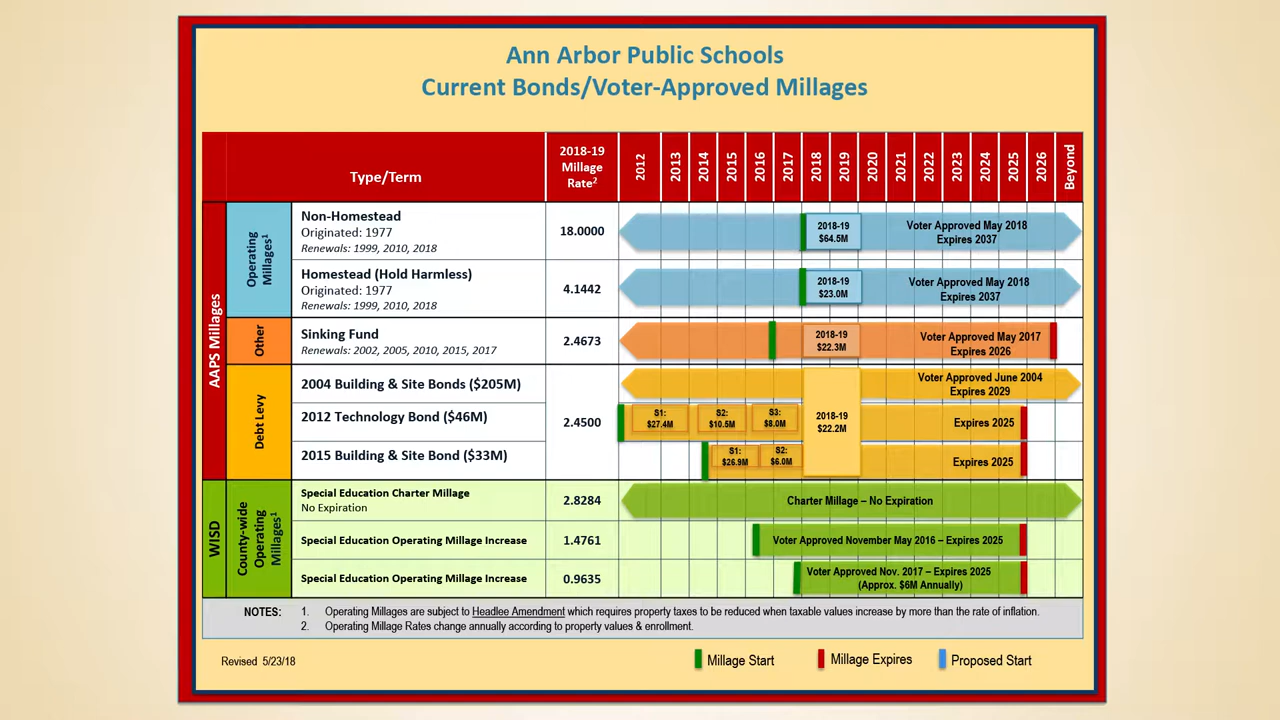 Ann Arbor Public Schools
Current Bonds/Voter-Approved Millages
Type/Term
2018-19
Millage
Rate2
2012
2013
2014
2015
2016
2017
2018
2019
2020
2021
2022
2023
2024
2025
2026
Beyond
AAPS Millages
Operating
Millages1
Non-Homestead
Originated: 1977
Renewals: 1999, 2010, 2018
18.0000
2018-19
$64.5M
Voter Approved May 2018
Expires 2037
Homestead (Hold Harmless)
Originated: 1977
Renewals: 1999, 2010, 2018
4.1442
2018-19
$23.0M
Voter Approved May 2018
Expires 2037
Other
Sinking Fund
Renewals: 2002, 2005, 2010, 2015, 2017
2.4673
2018-19
$22.3M
Voter Approved May 2017
Expires 2026
Debt Levy
2004 Building & Site Bonds ($205M)
Voter Approved June 2004
Expires 2029
2012 Technology Bond ($46M)
2.4500
S1:
$27.4M
S2:
$10.5M
S3:
$8.0M
2018-19
$22.2M
Expires 2025
2015 Building & Site Bond ($33M)
S1:
$26.9M
S2:
$6.0M
Expires 2025
WISD
County-wide
Operating
Millages1
Special Education Charter Millage
No Expiration
2.8284
Charter Millage – No Expiration
Special Education Operating Millage Increase
1.4761
Voter Approved November May 2016 – Expires 2025
Special Education Operating Millage Increase
0.9635
Voter Approved Nov. 2017 – Expires 2025
(Approx. $6M Annually)
NOTES: 1. Operating Millages are subject to Headlee Amendment which requires property taxes to be reduced when taxable values increase by more than the rate of inflation.
2. Operating Millage Rates change annually according to property values & enrollment.
Revised 5/23/18
Millage Start
Millage Expires
Proposed Start